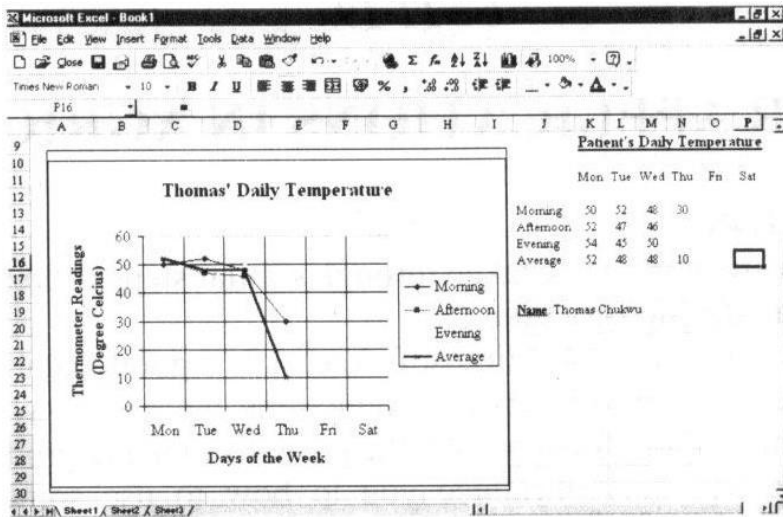 Microsoft Excel - Book1
File Edit View Insert Format Tools Data Window Help
Close 100%
Times New Roman 10 B I U % ,
P16 =
A B C D E F G H I J K L M N O P
9 Patient's Daily Temperature
10
11 Mon Tue Wed Thu Fri Sat
12
13 Morning 50 52 48 30
14 Afternoon 52 47 46
15 Evening 54 45 50
16 Average 52 48 48 10
17
18
19 Name: Thomas Chukwu
20
21
22
23
24
25
26
27
28
29
30
Thomas' Daily Temperature
Thermometer Readings
(Degree Celcius)
60
50
40
30
20
10
0
Mon Tue Wed Thu Fri Sat
Days of the Week
Morning
Afternoon
Evening
Average
Sheet1 Sheet2 Sheet3